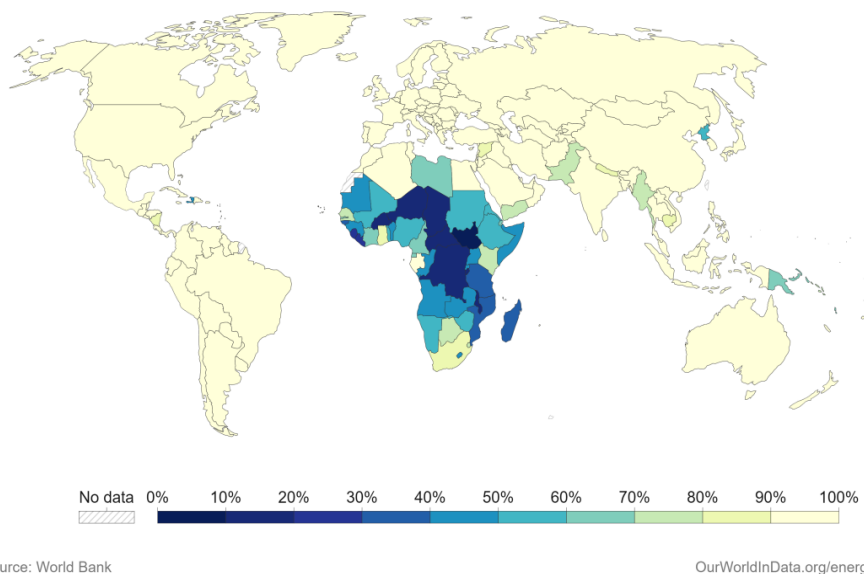 No data 0% 10% 20% 30% 40% 50% 60% 70% 80% 90% 100%
urce: World Bank
OurWorldInData.org/energ